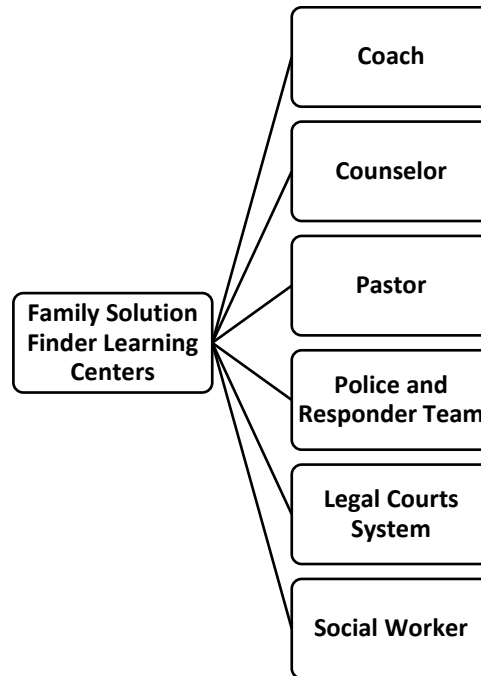 Coach
Counselor
Pastor
Family Solution
Finder Learning
Centers
Police and
Responder Team
Legal Courts
System
Social Worker